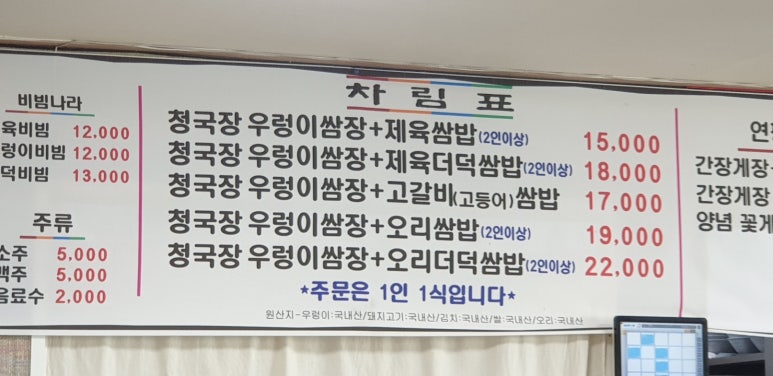 비빔나라
육비빔 12,000
렁이비빔 12,000
덕비빔 13,000
주류
소주 5,000
맥주 5,000
음료수 2,000
차림표
청국장 우렁이쌈장+제육쌈밥(2인이상) 15,000
청국장 우렁이쌈장+제육더덕쌈밥(2인이상) 18,000
청국장 우렁이쌈장+고갈비(고등어)쌈밥 17,000
청국장 우렁이쌈장+오리쌈밥(2인이상) 19,000
청국장 우렁이쌈장+오리더덕쌈밥(2인이상) 22,000
*주문은 1인 1식입니다*
원산지-우렁이:국내산/돼지고기:국내산/김치:국내산/쌀:국내산/오리:국내산
간장게장
간장게장
양념 꽃게